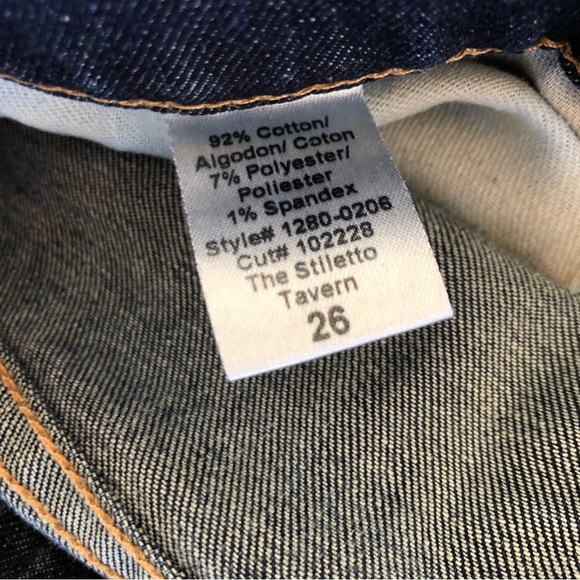 92% Cotton/
Algodon/ Coton
7% Polyester/
Poliester
1% Spandex
Style# 1280-0206
Cut# 102228
The Stiletto
Tavern
26